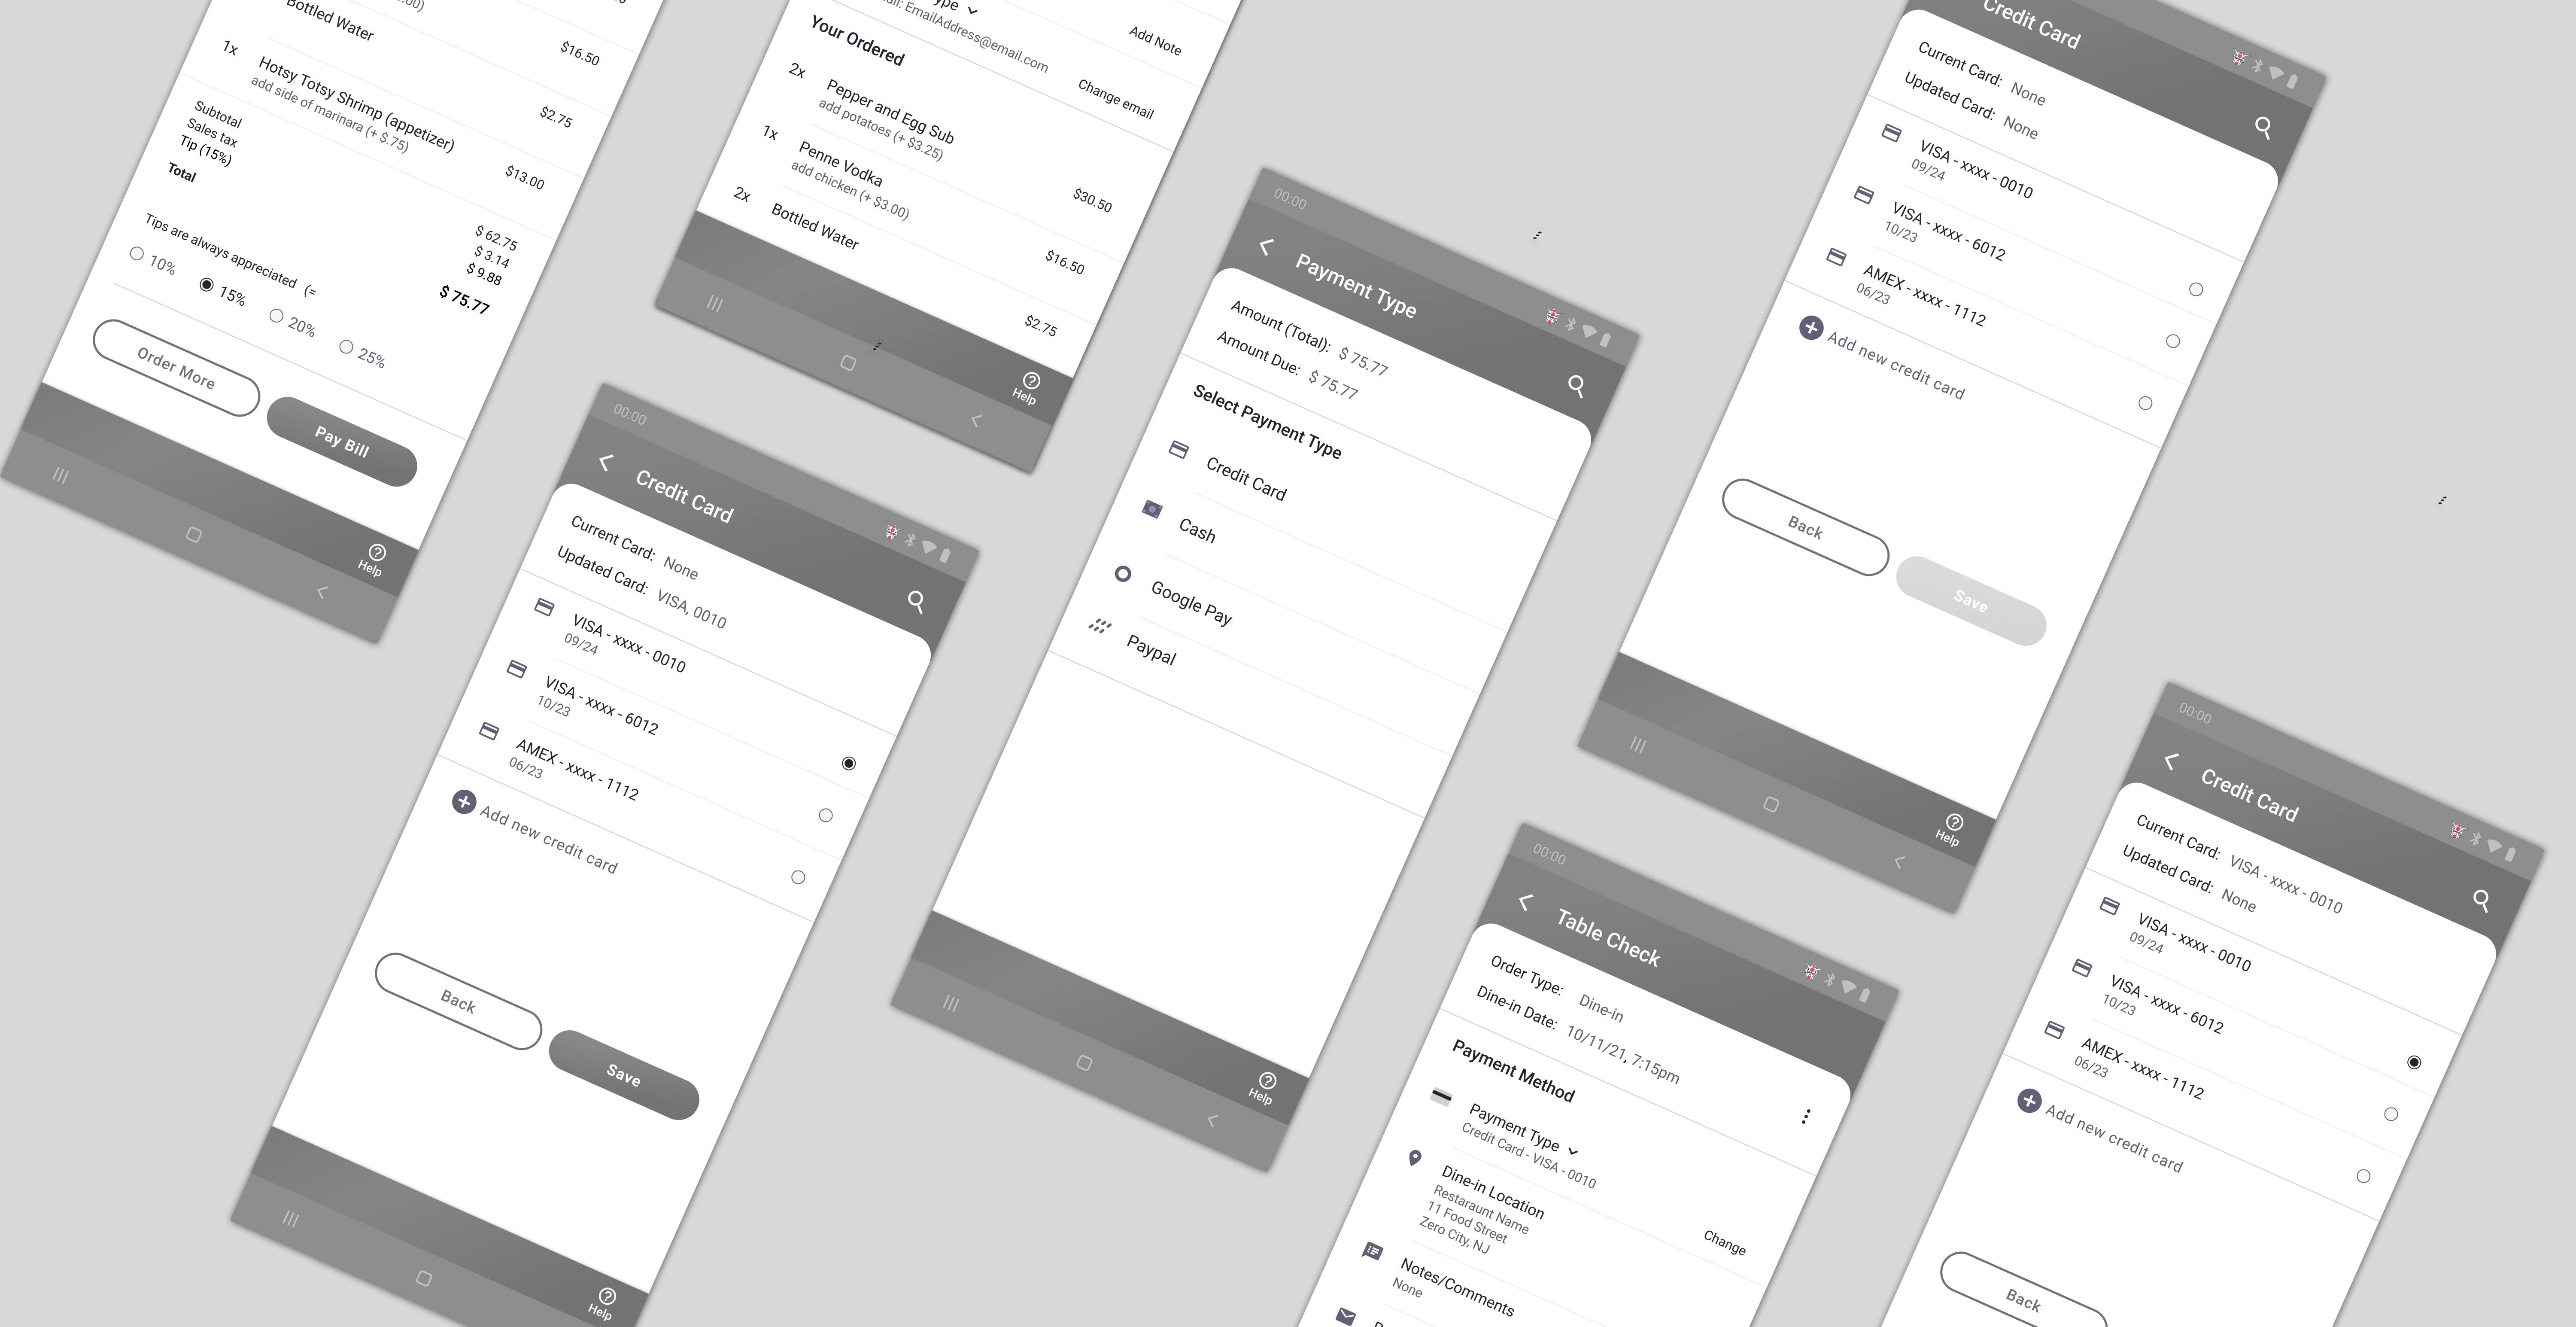 Bottled Water
$16.50
1x
Hotsy Totsy Shrimp (appetizer)
add side of marinara (+ $.75)
$2.75
$13.00
Subtotal
Sales tax
Tip (15%)
Total
$ 62.75
$ 3.14
$ 9.88
$ 75.77
Tips are always appreciated (=
10%
15%
20%
25%
Order More
Pay Bill
Help
Email: EmailAddress@email.com
Add Note
Change email
Your Ordered
2x
Pepper and Egg Sub
add potatoes (+ $3.25)
$30.50
1x
Penne Vodka
add chicken (+ $3.00)
$16.50
2x
Bottled Water
$2.75
Help
00:00
Credit Card
Current Card: None
Updated Card: VISA, 0010
VISA - xxxx - 0010
09/24
VISA - xxxx - 6012
10/23
AMEX - xxxx - 1112
06/23
Add new credit card
Back
Save
Help
00:00
Payment Type
Amount (Total): $ 75.77
Amount Due: $ 75.77
Select Payment Type
Credit Card
Cash
Google Pay
Paypal
Help
Credit Card
Current Card: None
Updated Card: None
VISA - xxxx - 0010
09/24
VISA - xxxx - 6012
10/23
AMEX - xxxx - 1112
06/23
Add new credit card
Back
Save
Help
00:00
Table Check
Order Type: Dine-in
Dine-in Date: 10/11/21, 7:15pm
Payment Method
Payment Type
Credit Card - VISA - 0010
Dine-in Location
Restaraunt Name
11 Food Street
Zero City, NJ
Change
Notes/Comments
None
00:00
Credit Card
Current Card: VISA - xxxx - 0010
Updated Card: None
VISA - xxxx - 0010
09/24
VISA - xxxx - 6012
10/23
AMEX - xxxx - 1112
06/23
Add new credit card
Back